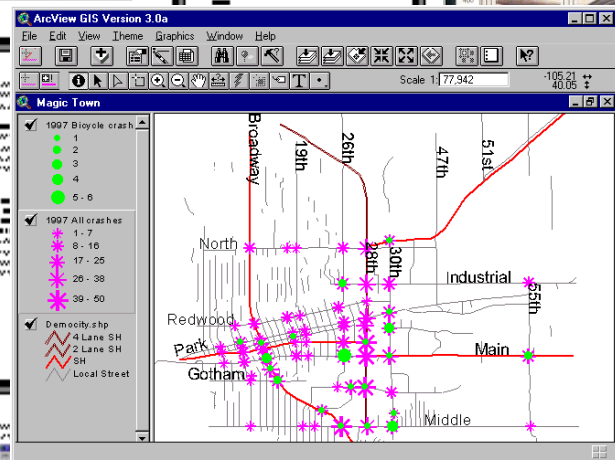 ArcView GIS Version 3.0a
File Edit View Theme Graphics Window Help
Scale 1: 77,942
-105.21
40.05
Magic Town
1997 Bicycle crash
1
2
3
4
5 - 6
1997 All crashes
1 - 7
8 - 16
17 - 25
26 - 38
39 - 50
Democity.shp
4 Lane SH
2 Lane SH
SH
Local Street
Broadway
19th
26th
28th
30th
47th
51st
55th
North
Industrial
Redwood
Park
Main
Gotham
Middle